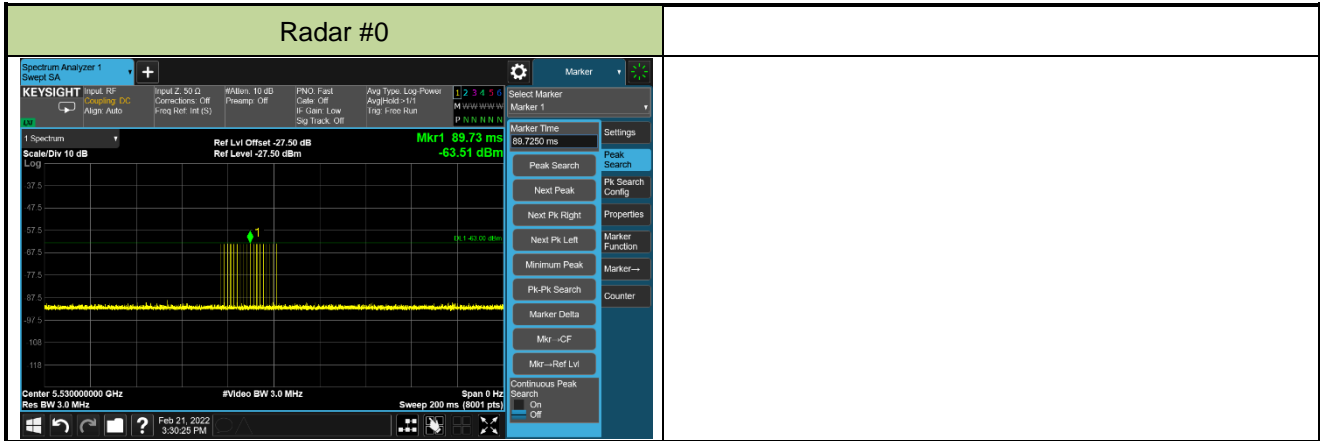 Radar #0
Spectrum Analyzer 1
Swept SA
Marker
KEYSIGHT
Input: RF
Coupling: DC
Align: Auto
Input Z: 50 Ω
Corrections: Off
Freq Ref: Int (S)
#Atten: 10 dB
Preamp: Off
PNO: Fast
Gate: Off
IF Gain: Low
Sig Track: Off
Avg Type: Log-Power
Avg|Hold:>1/1
Trig: Free Run
1 2 3 4 5 6
M W W W W W
P N N N N N
Select Marker
Marker 1
1 Spectrum
Scale/Div 10 dB
Log
Ref Lvl Offset -27.50 dB
Ref Level -27.50 dBm
Mkr1 89.73 ms
-63.51 dBm
-37.5
-47.5
-57.5
-67.5
-77.5
-87.5
-97.5
-108
-118
1
DL1 -63.00 dBm
Center 5.530000000 GHz
Res BW 3.0 MHz
#Video BW 3.0 MHz
Span 0 Hz
Sweep 200 ms (8001 pts)
Marker Time
89.7250 ms
Peak Search
Next Peak
Next Pk Right
Next Pk Left
Minimum Peak
Pk-Pk Search
Marker Delta
Mkr→CF
Mkr→Ref Lvl
Continuous Peak
Search
On
Off
Settings
Peak
Search
Pk Search
Config
Properties
Marker
Function
Marker→
Counter
?
Feb 21, 2022
3:30:25 PM